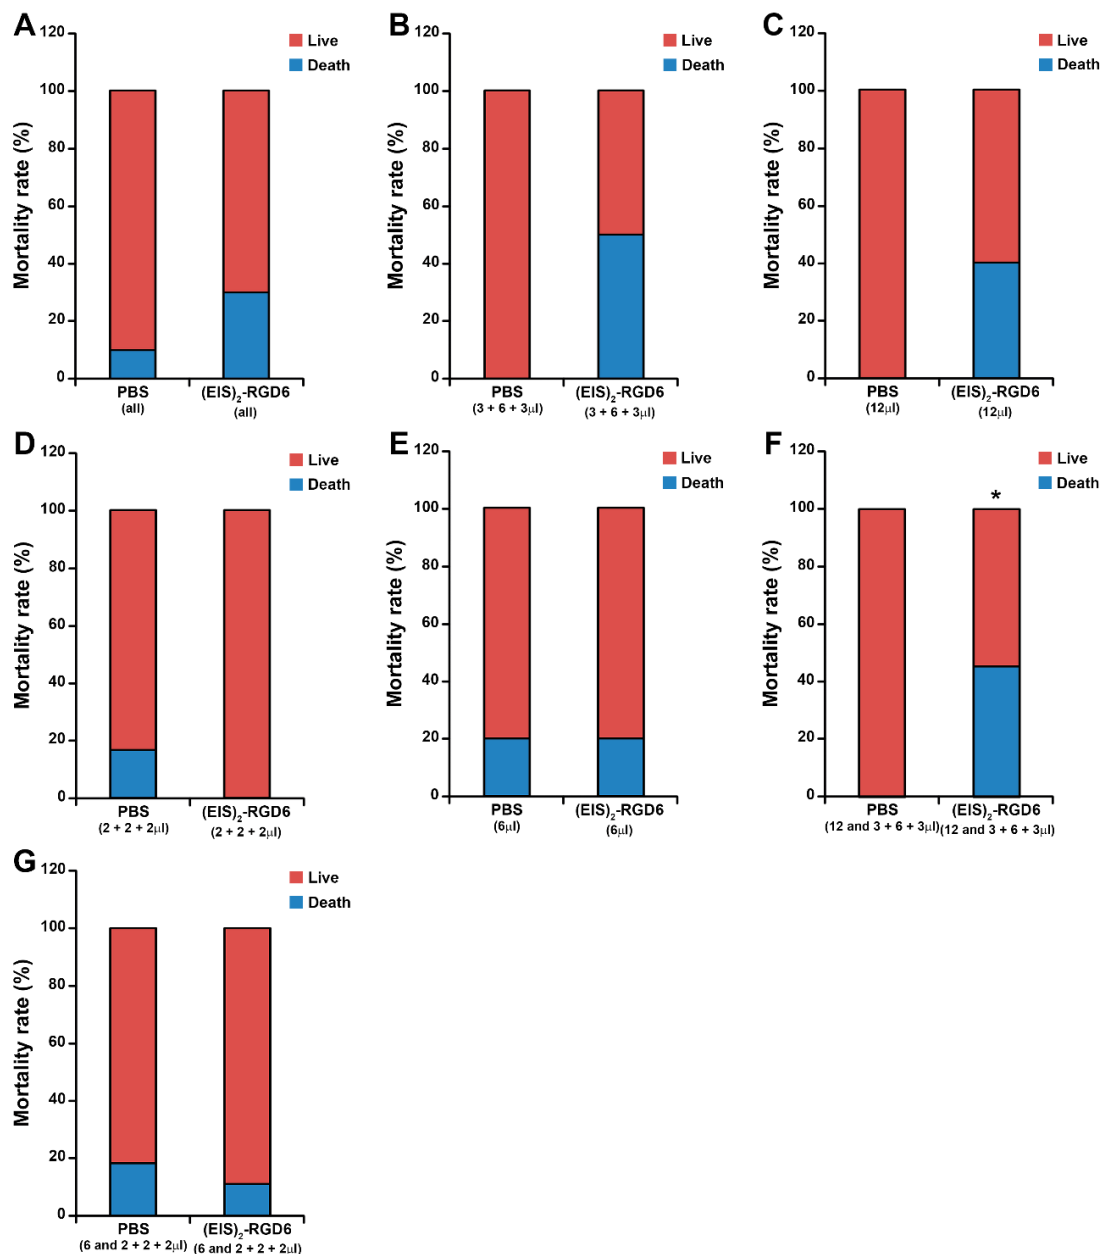 A
120
100
80
60
40
20
0
Mortality rate (%)
Live
Death
PBS
(all)
(EIS)2-RGD6
(all)
B
120
100
80
60
40
20
0
Mortality rate (%)
Live
Death
PBS
(3 + 6 + 3μl)
(EIS)2-RGD6
(3 + 6 + 3μl)
C
120
100
80
60
40
20
0
Mortality rate (%)
Live
Death
PBS
(12μl)
(EIS)2-RGD6
(12μl)
D
120
100
80
60
40
20
0
Mortality rate (%)
Live
Death
PBS
(2 + 2 + 2μl)
(EIS)2-RGD6
(2 + 2 + 2μl)
E
120
100
80
60
40
20
0
Mortality rate (%)
Live
Death
PBS
(6μl)
(EIS)2-RGD6
(6μl)
F
120
100
80
60
40
20
0
Mortality rate (%)
Live
Death
*
PBS
(12 and 3 + 6 + 3μl)
(EIS)2-RGD6
(12 and 3 + 6 + 3μl)
G
120
100
80
60
40
20
0
Mortality rate (%)
Live
Death
PBS
(6 and 2 + 2 + 2μl)
(EIS)2-RGD6
(6 and 2 + 2 + 2μl)